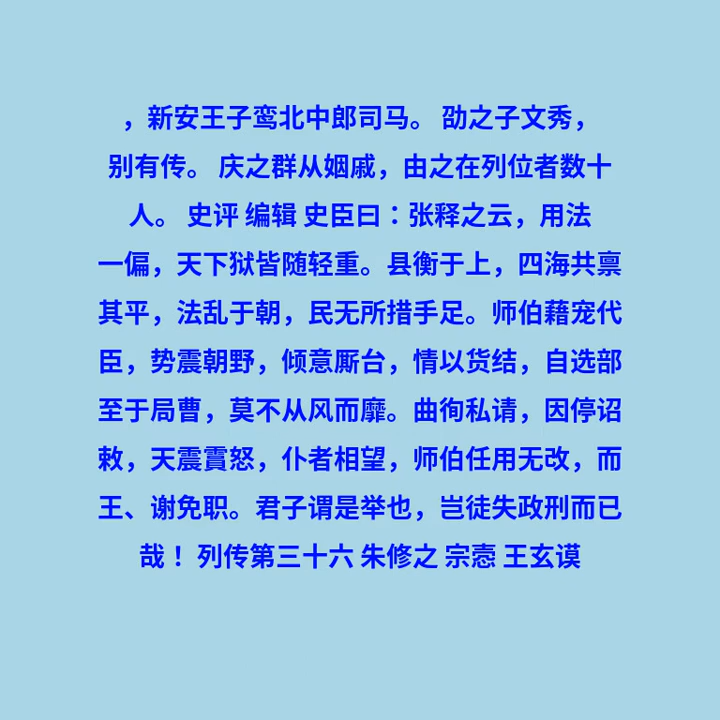 ，新安王子鸾北中郎司马。 劭之子文秀，
别有传。 庆之群从姻戚，由之在列位者数十
人。 史评 编辑 史臣曰∶张释之云，用法
一偏，天下狱皆随轻重。县衡于上，四海共禀
其平，法乱于朝，民无所措手足。师伯藉宠代
臣，势震朝野，倾意厮台，情以货结，自选部
至于局曹，莫不从风而靡。曲徇私请，因停诏
敕，天震霣怒，仆者相望，师伯任用无改，而
王、谢免职。君子谓是举也，岂徒失政刑而已
哉！ 列传第三十六 朱修之 宗悫 王玄谟